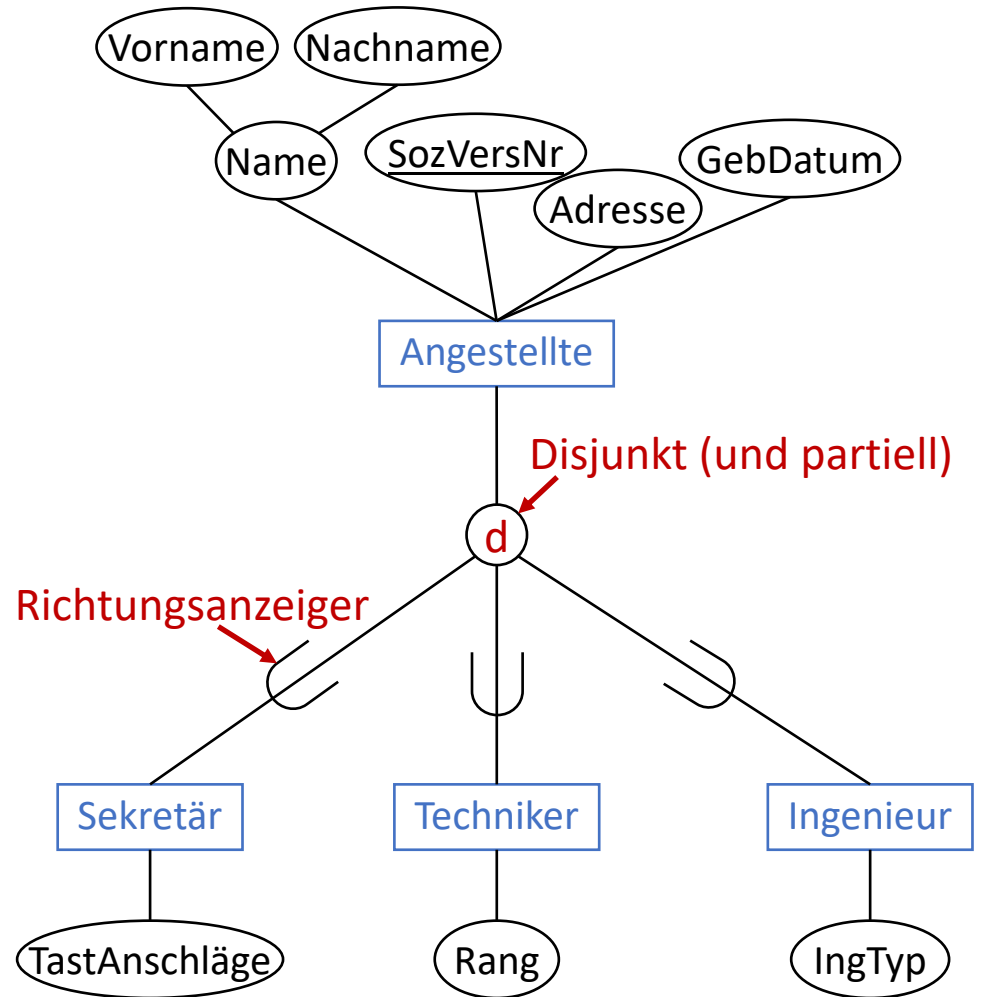 Vorname
Nachname
Name
SozVersNr
GebDatum
Adresse
Angestellte
Disjunkt (und partiell)
d
Richtungsanzeiger
Sekretär
Techniker
Ingenieur
TastAnschläge
Rang
IngTyp